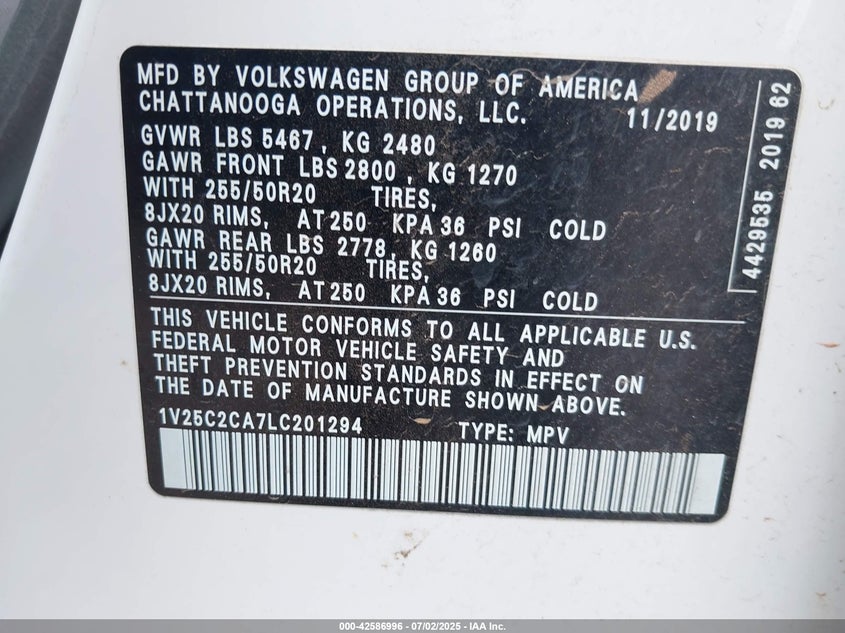 MFD BY VOLKSWAGEN GROUP OF AMERICA
CHATTANOOGA OPERATIONS, LLC. 11/2019
GVWR LBS 5467, KG 2480
GAWR FRONT LBS 2800, KG 1270
WITH 255/50R20 TIRES,
8JX20 RIMS, AT 250 KPA 36 PSI COLD
GAWR REAR LBS 2778, KG 1260
WITH 255/50R20 TIRES,
8JX20 RIMS, AT 250 KPA 36 PSI COLD
THIS VEHICLE CONFORMS TO ALL APPLICABLE U.S.
FEDERAL MOTOR VEHICLE SAFETY AND
THEFT PREVENTION STANDARDS IN EFFECT ON
THE DATE OF MANUFACTURE SHOWN ABOVE.
1V25C2CA7LC201294 TYPE: MPV
4429535 2019 62
000-42586996 - 07/02/2025 - IAA Inc.